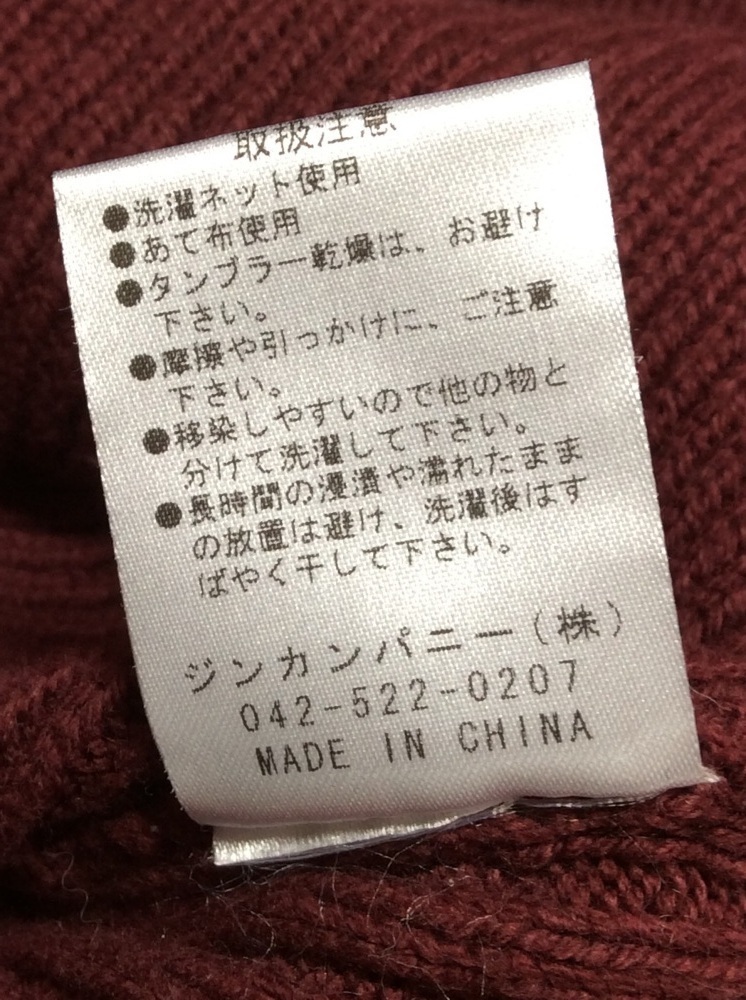 取扱注意
●洗濯ネット使用
●あて布使用
●タンブラー乾燥は、お避け
下さい。
●摩擦や引っかけに、ご注意
下さい。
●移染しやすいので他の物と
分けて洗濯して下さい。
●長時間の浸漬や濡れたまま
の放置は避け、洗濯後はす
ばやく干して下さい。
ジンカンパニー(株)
042-522-0207
MADE IN CHINA